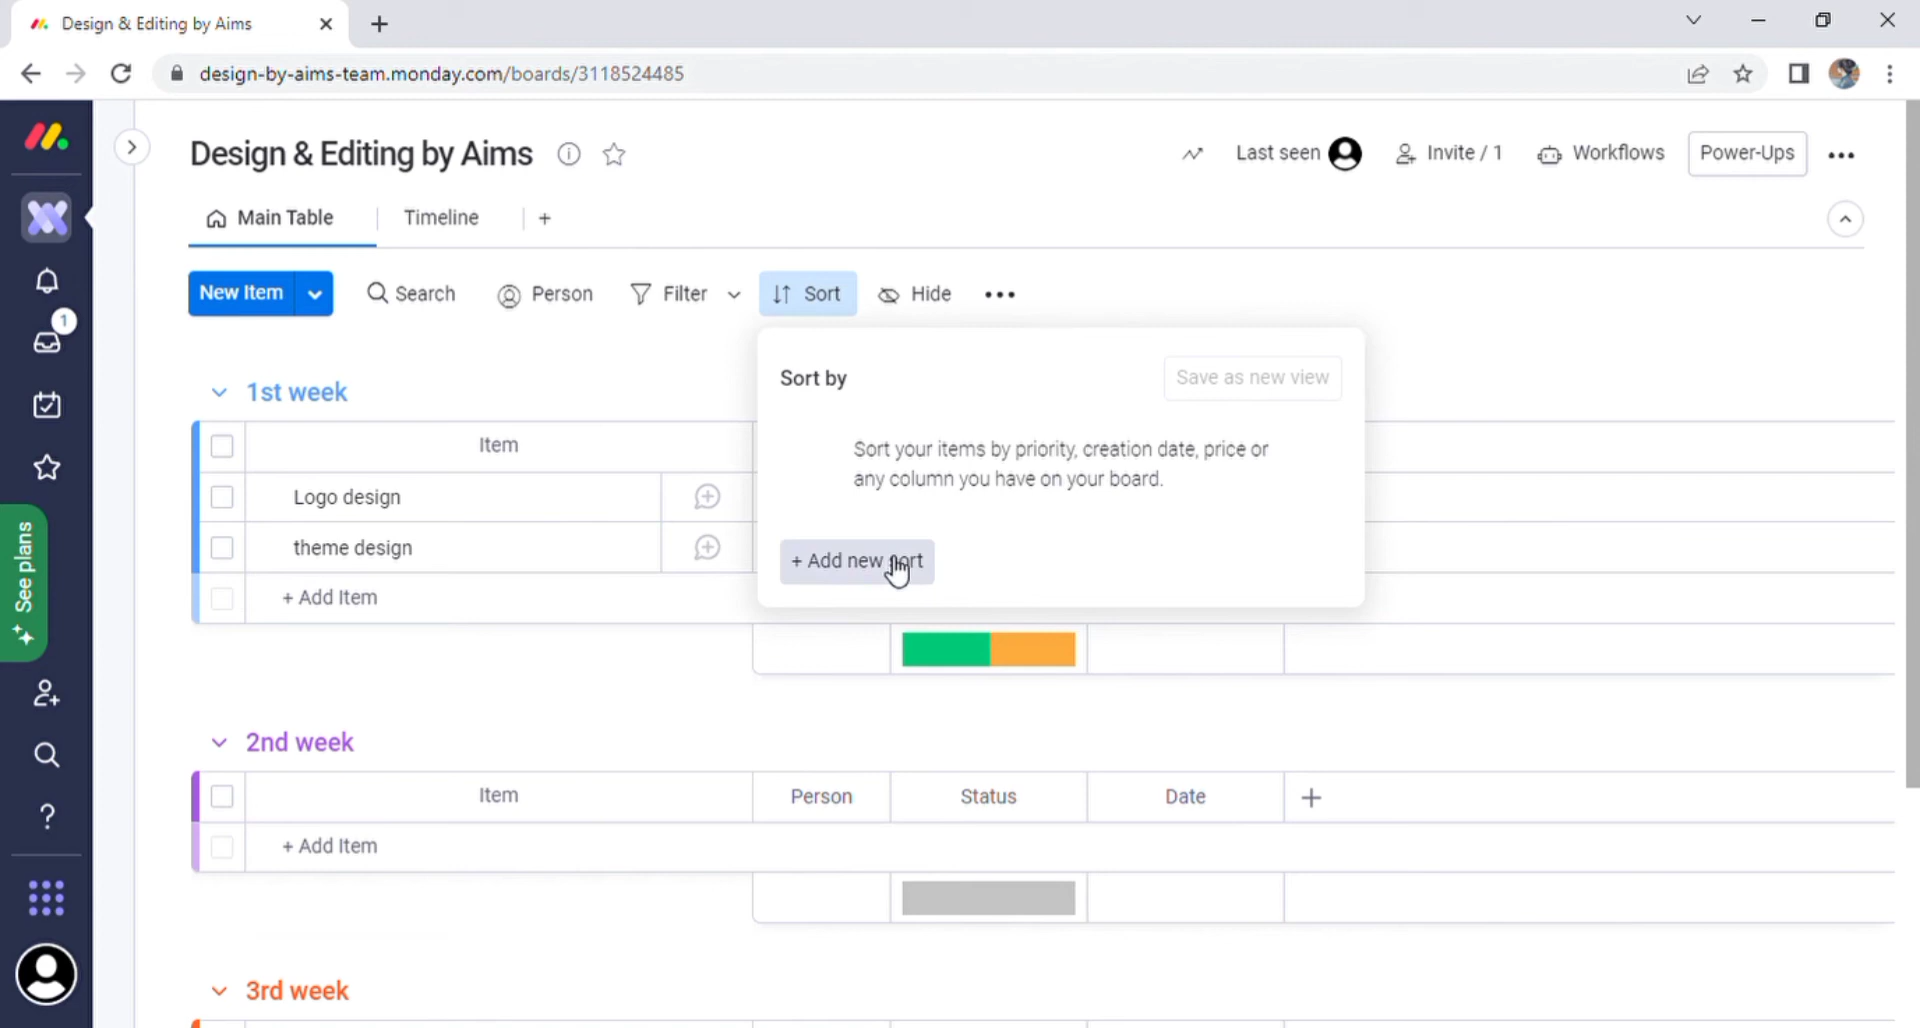 Design & Editing by Aims
design-by-aims-team.monday.com/boards/3118524485
Design & Editing by Aims
Last seen
Invite / 1
Workflows
Power-Ups
Main Table
Timeline
New Item
Search
Person
Filter
Sort
Hide
1
Sort by
Save as new view
Sort your items by priority, creation date, price or
any column you have on your board.
+ Add new sort
1st week
Item
Logo design
theme design
+ Add Item
See plans
2nd week
Item
Person
Status
Date
+ Add Item
3rd week